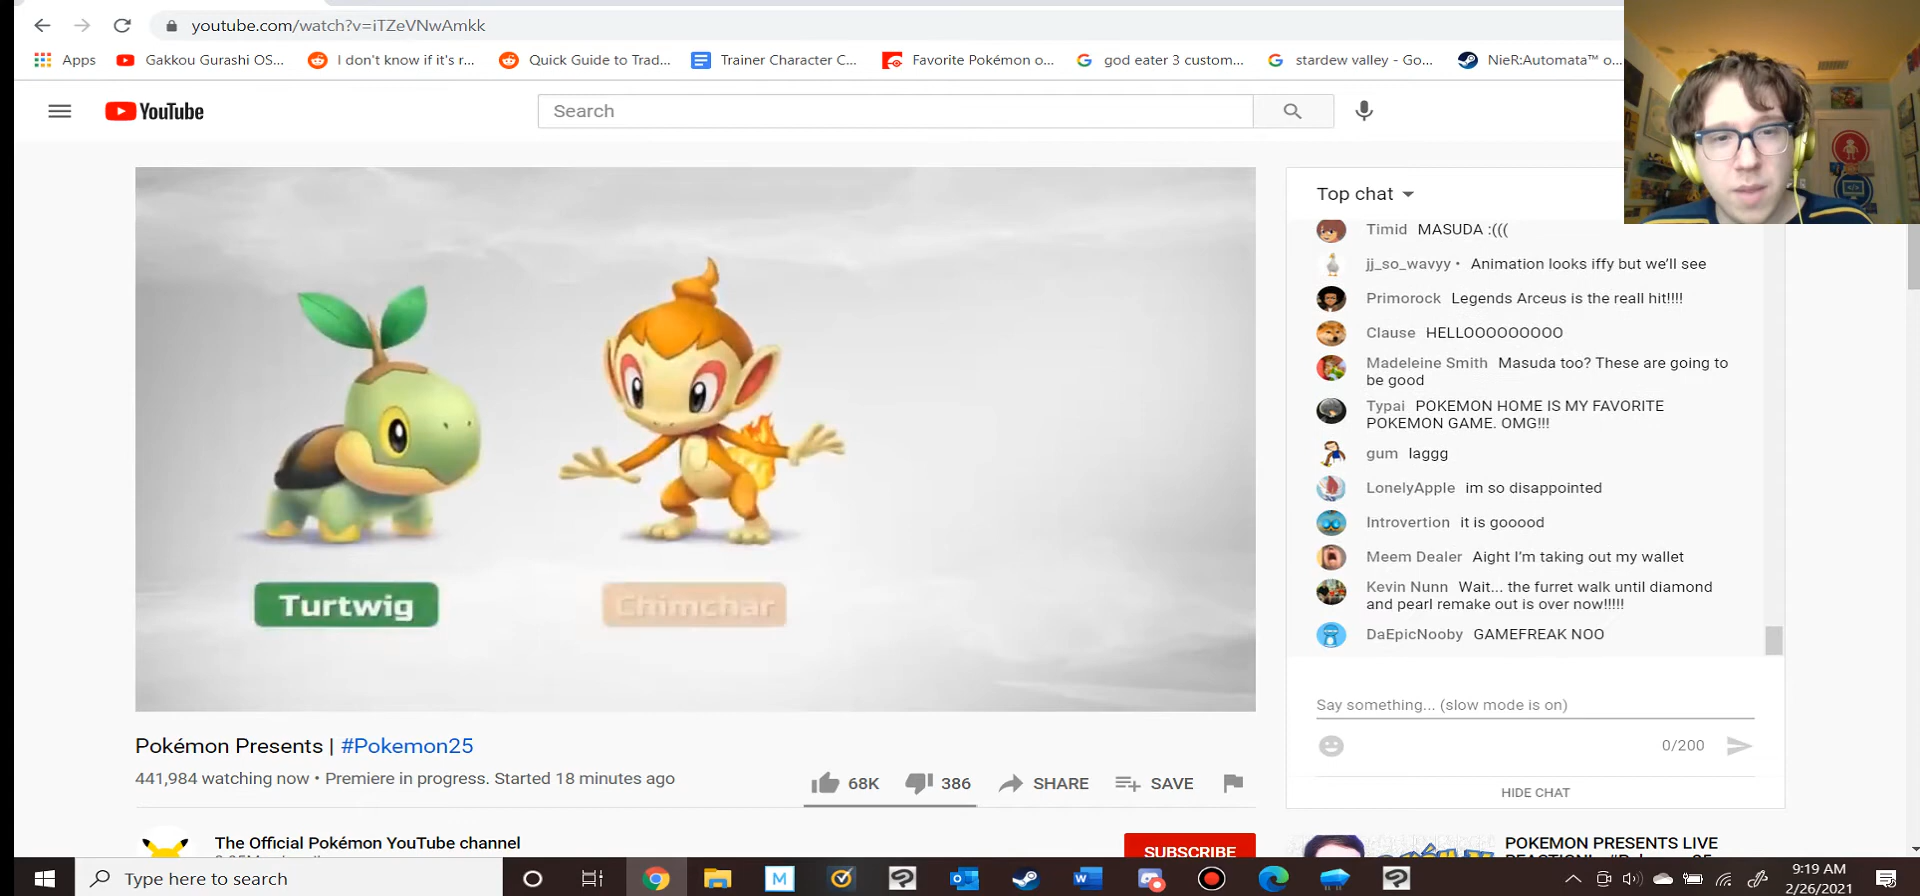 youtube.com/watch?v=iTZeVNwAmkk
Apps
Gakkou Gurashi OS...
I don't know if it's r...
Quick Guide to Trad...
Trainer Character C...
Favorite Pokémon o...
god eater 3 custom...
stardew valley - Go...
NieR:Automata™ o...
YouTube
Search
Turtwig
Chimchar
Top chat
Timid MASUDA :(((
jj_so_wavyy • Animation looks iffy but we'll see
Primorock Legends Arceus is the reall hit!!!!
Clause HELLOOOOOOOOO
Madeleine Smith Masuda too? These are going to
be good
Typai POKEMON HOME IS MY FAVORITE
POKEMON GAME. OMG!!!
gum laggg
LonelyApple im so disappointed
Introvertion it is gooood
Meem Dealer Aight I'm taking out my wallet
Kevin Nunn Wait... the furret walk until diamond
and pearl remake out is over now!!!!!
DaEpicNooby GAMEFREAK NOO
Say something... (slow mode is on)
0/200
HIDE CHAT
Pokémon Presents | #Pokemon25
441,984 watching now • Premiere in progress. Started 18 minutes ago
68K
386
SHARE
SAVE
The Official Pokémon YouTube channel
SUBSCRIBE
POKEMON PRESENTS LIVE
Type here to search
9:19 AM
2/26/2021